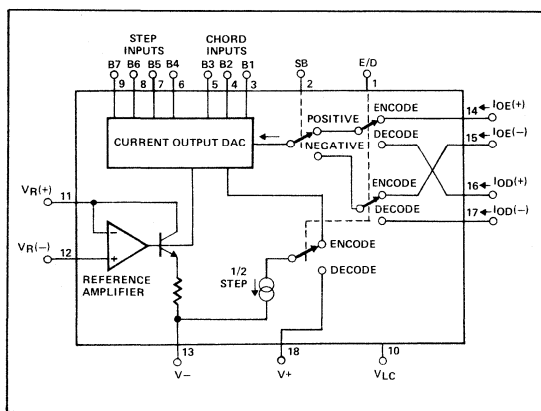 STEP INPUTS
CHORD INPUTS
B7 B6 B5 B4 B3 B2 B1 SB E/D
9 8 7 6 5 4 3 2 1
CURRENT OUTPUT DAC
POSITIVE
NEGATIVE
ENCODE
DECODE
14 IOE(+)
15 IOE(−)
ENCODE
DECODE
16 IOD(+)
17 IOD(−)
VR(+) 11
VR(−) 12
− +
REFERENCE AMPLIFIER
1/2 STEP
ENCODE
DECODE
13 18 10
V− V+ VLC